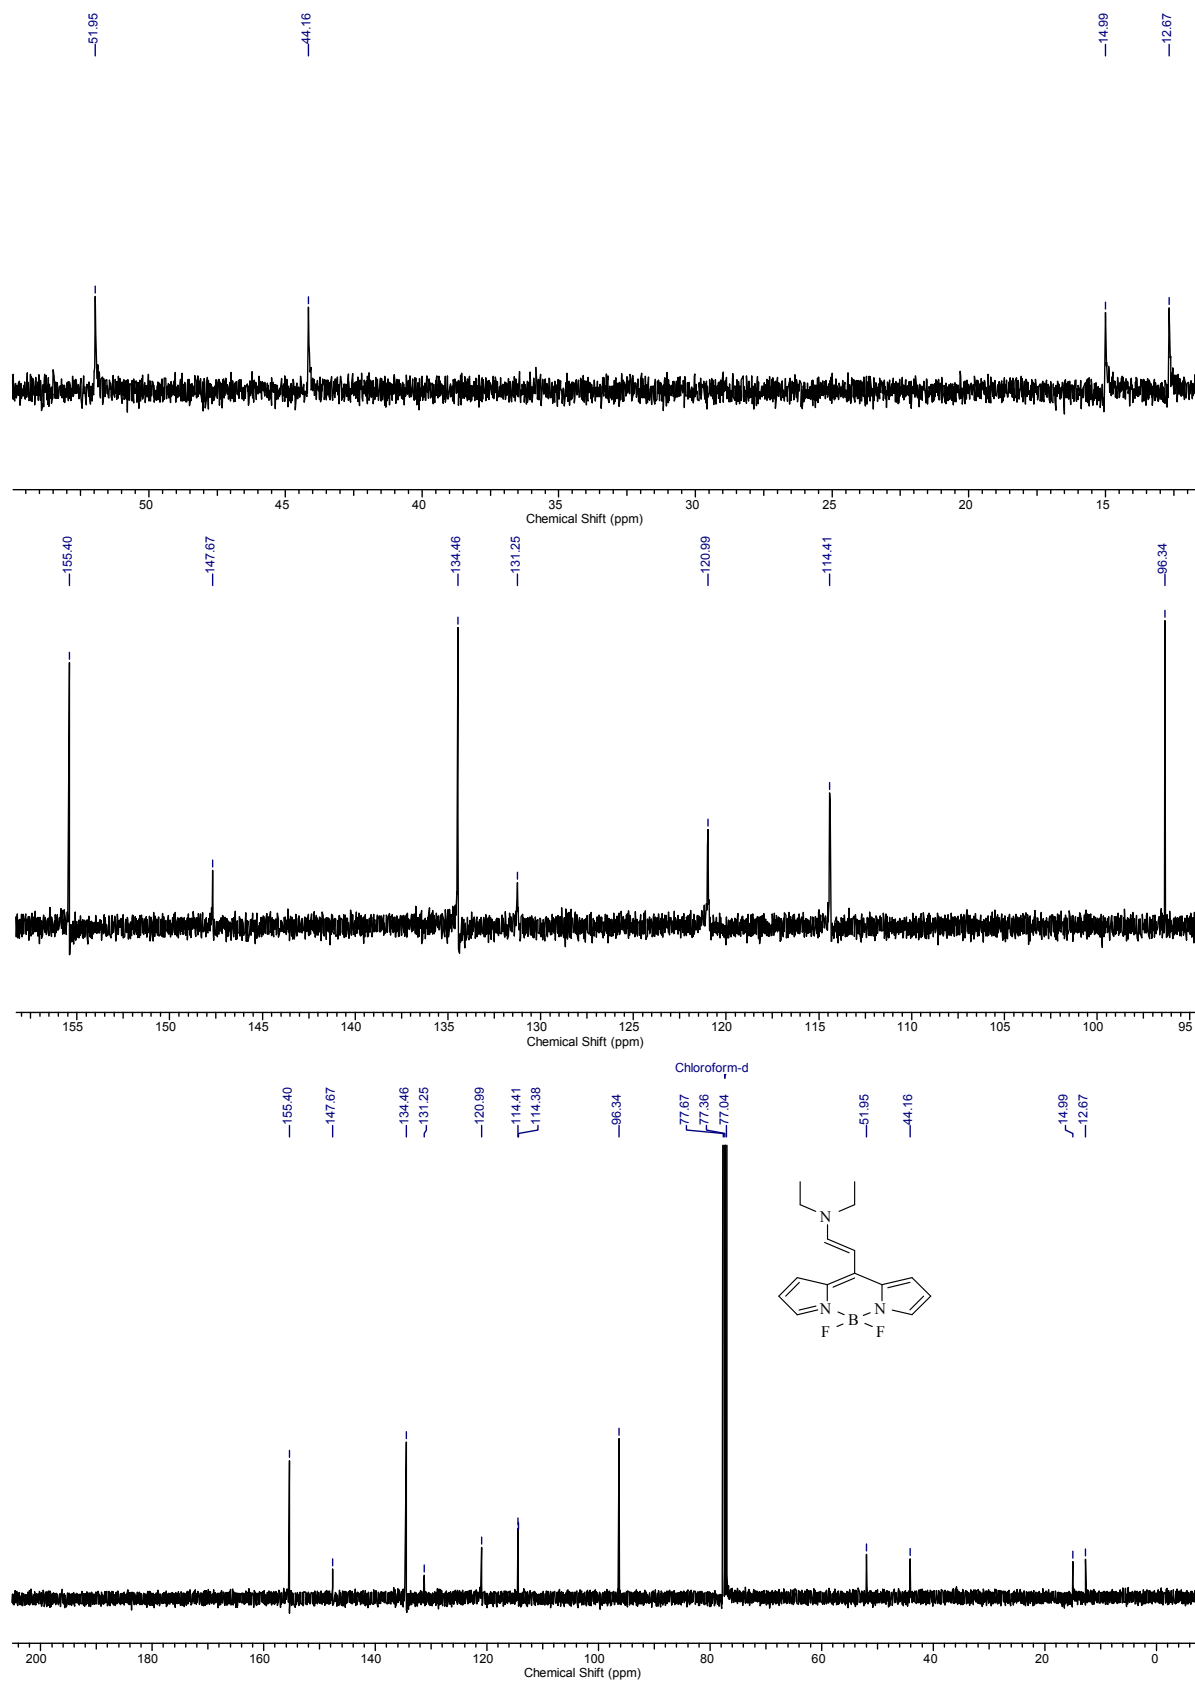 51.95 44.16 14.99 12.67
50 45 40 35 30 25 20 15
Chemical Shift (ppm)
155.40 147.67 134.46 131.25 120.99 114.41 96.34
155 150 145 140 135 130 125 120 115 110 105 100 95
Chemical Shift (ppm)
Chloroform-d
155.40 147.67 134.46 131.25 120.99 114.41 114.38 96.34 77.67 77.36 77.04 51.95 44.16 14.99 12.67
N
N B N
F F
200 180 160 140 120 100 80 60 40 20 0
Chemical Shift (ppm)